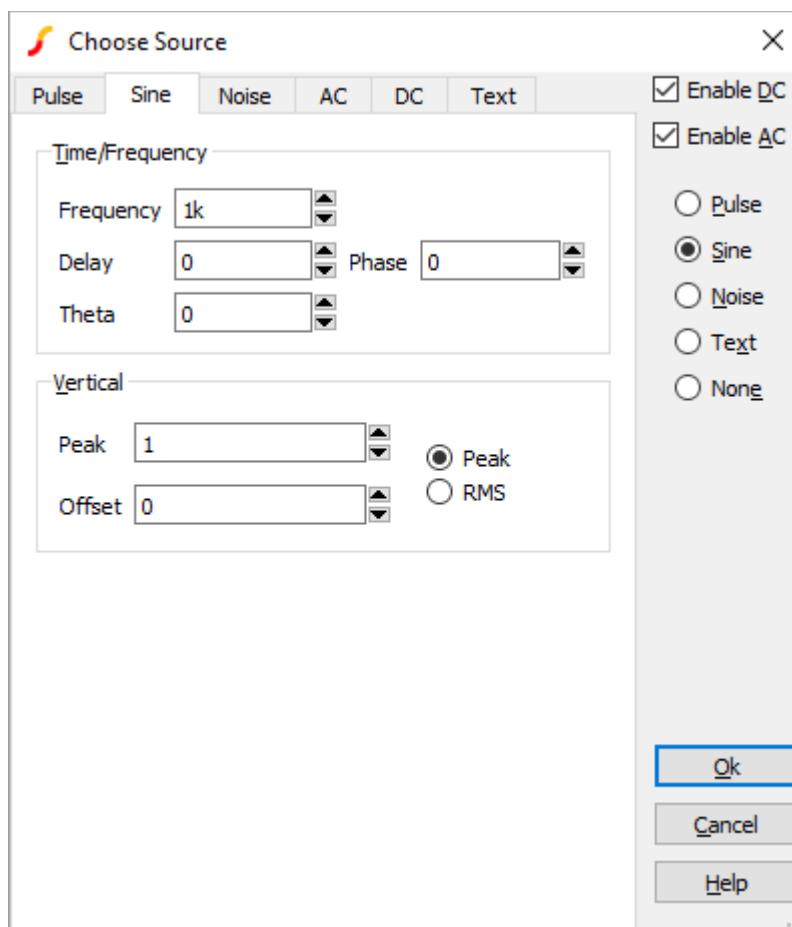 Choose Source
Pulse Sine Noise AC DC Text
Enable DC
Enable AC
Time/Frequency
Frequency 1k
Delay 0 Phase 0
Theta 0
Vertical
Peak 1
Offset 0
Peak
RMS
Pulse
Sine
Noise
Text
None
Ok
Cancel
Help